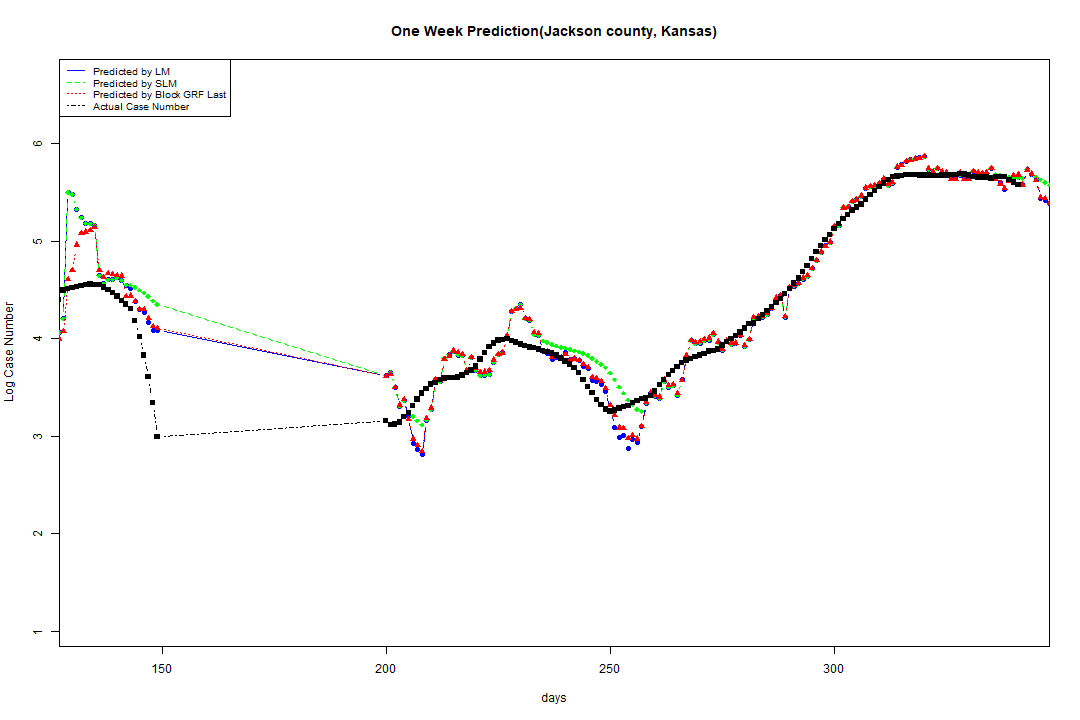 One Week Prediction(Jackson county, Kansas)
Predicted by LM
Predicted by SLM
Predicted by Block GRF Last
Actual Case Number
6
5
4
3
2
1
Log Case Number
150
200
250
300
days